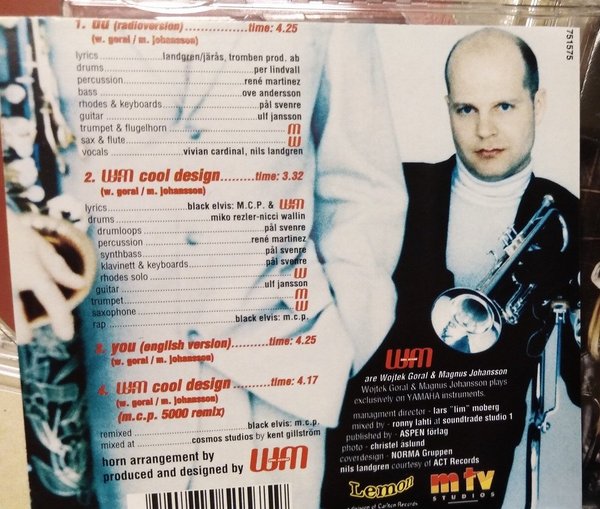 1. du (radioversion).........time: 4.25
(w. goral / m. johansson)
lyrics.........landgren/järås, tromben prod. ab
drums.........per lindvall
percussion.........rené martinez
bass.........ove andersson
rhodes & keyboards.........pål svenre
guitar.........ulf jansson
trumpet & flugelhorn.........M
sax & flute.........W
vocals.........vivian cardinal, nils landgren
2. WM cool design.........time: 3.32
(w. goral / m. johansson)
lyrics.........black elvis: M.C.P. & WM
drums.........miko rezler-nicci wallin
drumloops.........pål svenre
percussion.........rené martinez
synthbass.........pål svenre
klavinett & keyboards.........pål svenre
rhodes solo.........W
guitar.........ulf jansson
trumpet.........M
saxophone.........W
rap.........black elvis: m.c.p.
3. you (english version).........time: 4.25
(w. goral / m. johansson)
4. WM cool design.........time: 4.17
(w. goral / m. johansson)
(m.c.p. 5000 remix)
remixed.........black elvis: m.c.p.
mixed at.........cosmos studios by kent gillström
horn arrangement by
produced and designed by WM
751575
WM
are Wojtek Goral & Magnus Johansson
Wojtek Goral & Magnus Johansson plays
exclusively on YAMAHA instruments.
managment director - lars "lim" moberg
mixed by - ronny lahti at soundtrade studio 1
published by - ASPEN förlag
photo - christel åslund
coverdesign - NORMA Gruppen
nils landgren courtesy of ACT Records
Lemon
a division of Carlton Records
mtv
STUDIOS